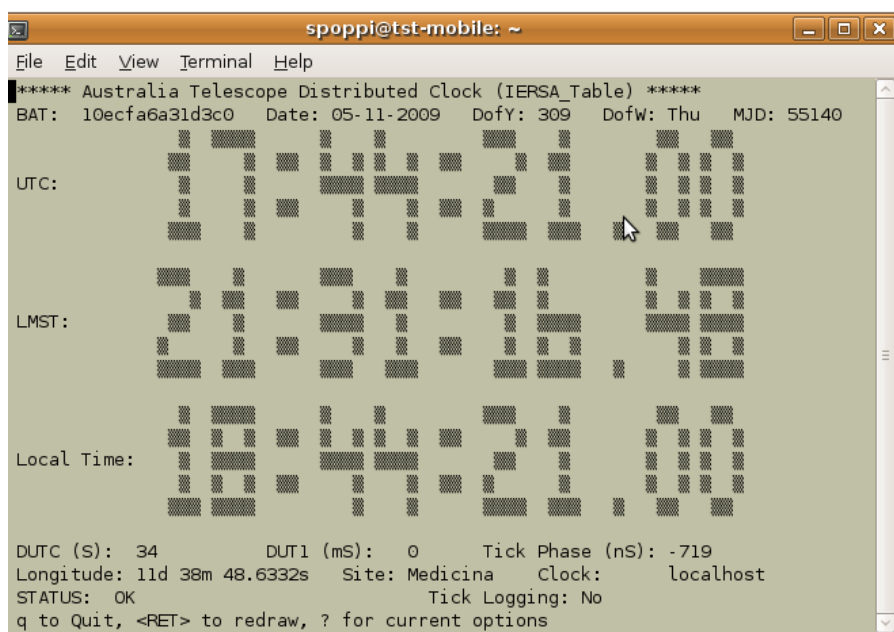 spoppi@tst-mobile: ~
File Edit View Terminal Help
***** Australia Telescope Distributed Clock (IERSA_Table) *****
BAT: 10ecfa6a31d3c0 Date: 05-11-2009 DofY: 309 DofW: Thu MJD: 55140
UTC: 17:44:21.00
LMST: 21:31:16.48
Local Time: 18:44:21.00
DUTC (S): 34 DUT1 (mS): 0 Tick Phase (nS): -719
Longitude: 11d 38m 48.6332s Site: Medicina Clock: localhost
STATUS: OK Tick Logging: No
q to Quit, <RET> to redraw, ? for current options